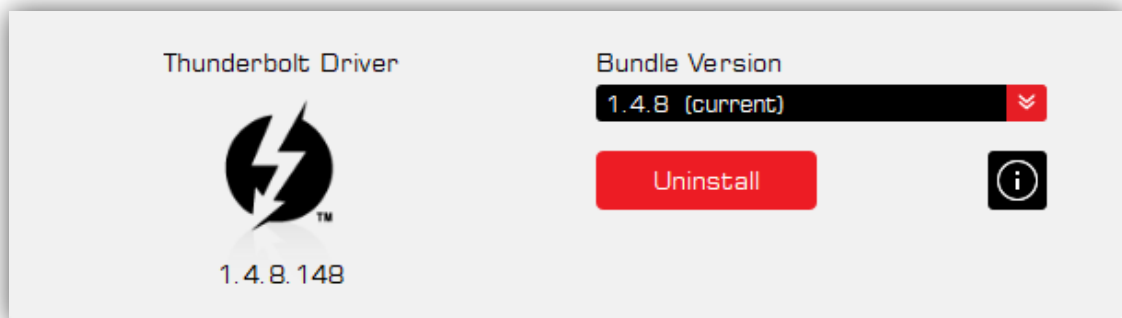 Thunderbolt Driver
TM
1.4.8.148
Bundle Version
1.4.8 (current)
Uninstall
i